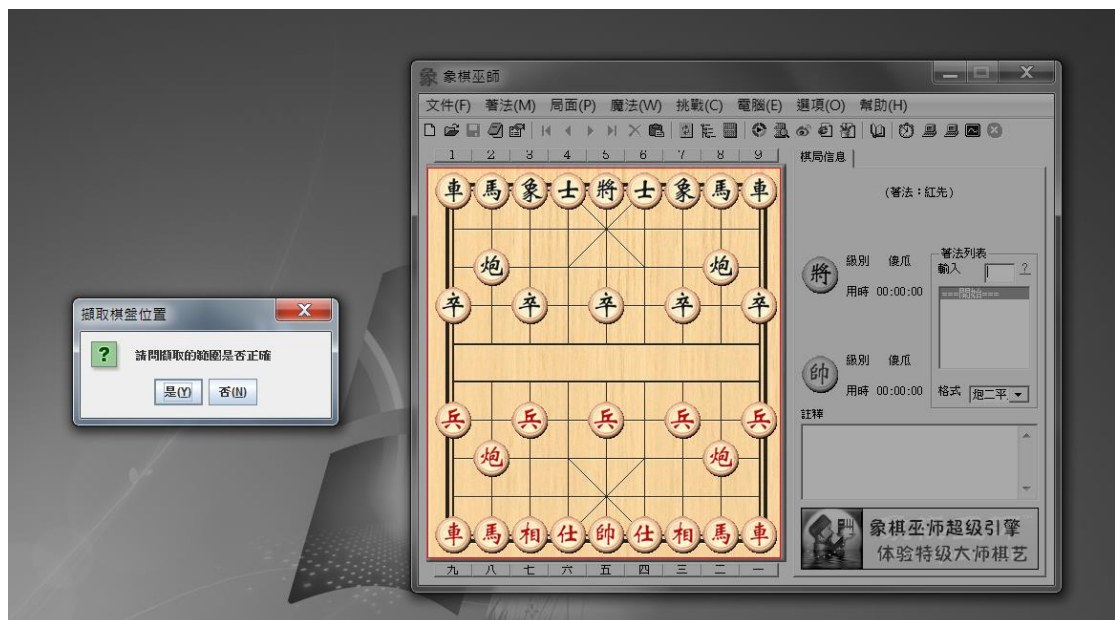 象棋巫師
文件(F) 著法(M) 局面(P) 魔法(W) 挑戰(C) 電腦(E) 選項(O) 幫助(H)
1 2 3 4 5 6 7 8 9
車 馬 象 士 將 士 象 馬 車
炮 炮
卒 卒 卒 卒 卒
兵 兵 兵 兵 兵
炮 炮
車 馬 相 仕 帥 仕 相 馬 車
九 八 七 六 五 四 三 二 一
棋局信息
(著法：紅先)
將
級別 傻瓜
用時 00:00:00
帥
級別 傻瓜
用時 00:00:00
著法列表
輸入 ?
===開始===
格式 炮二平.
註釋
象棋巫师超级引擎
体验特级大师棋艺
擷取棋盤位置
?
請問擷取的範圍是否正確
是(Y) 否(N)